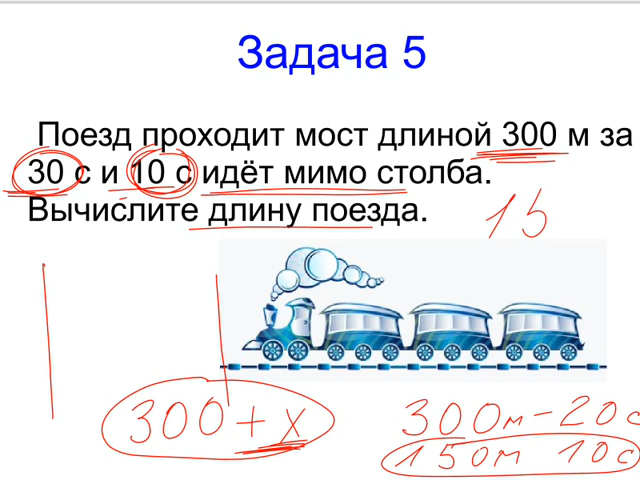 Задача 5
Поезд проходит мост длиной 300 м за
30 с и 10 с идёт мимо столба.
Вычислите длину поезда.
15
300 + x
300м - 20с
150м 10с